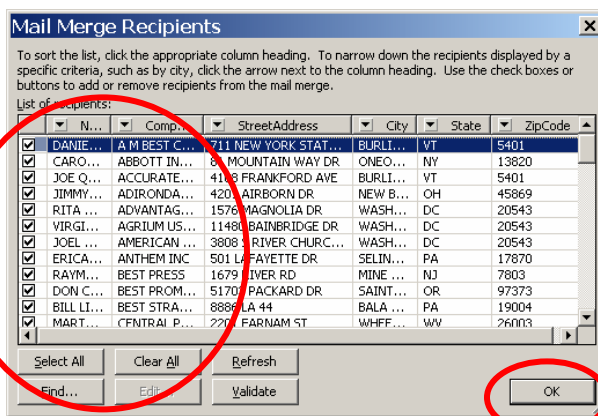 Mail Merge Recipients
To sort the list, click the appropriate column heading. To narrow down the recipients displayed by a
specific criteria, such as by city, click the arrow next to the column heading. Use the check boxes or
buttons to add or remove recipients from the mail merge.
List of recipients:
N... Comp... StreetAddress City State ZipCode
DANIE... A M BEST C... 711 NEW YORK STAT... BURLI... VT 5401
CARO... ABBOTT IN... MOUNTAIN WAY DR ONEO... NY 13820
JOE Q... ACCURATE... FRANKFORD AVE BURLI... VT 5401
JIMMY... ADIRONDA... AIRBORN DR NEW B... OH 45869
RITA ... ADVANTAG... 1576 MAGNOLIA DR WASH... DC 20543
VIRGI... AGRIUM US... 11480 BAINBRIDGE DR WASH... DC 20543
JOEL ... AMERICAN ... 3808 S RIVER CHURC... WASH... DC 20543
ERICA... ANTHEM INC 501 LAFAYETTE DR SELIN... PA 17870
RAYM... BEST PRESS 1679 RIVER RD MINE ... NJ 7803
DON C... BEST PROM... PACKARD DR SAINT... OR 97373
BILL LI... BEST STRA... 8886 LA 44 BALA ... PA 19004
MART... CENTRAL P... FARNAM ST WHEE... WV 26003
Select All Clear All Refresh
Find... Edit... Validate OK